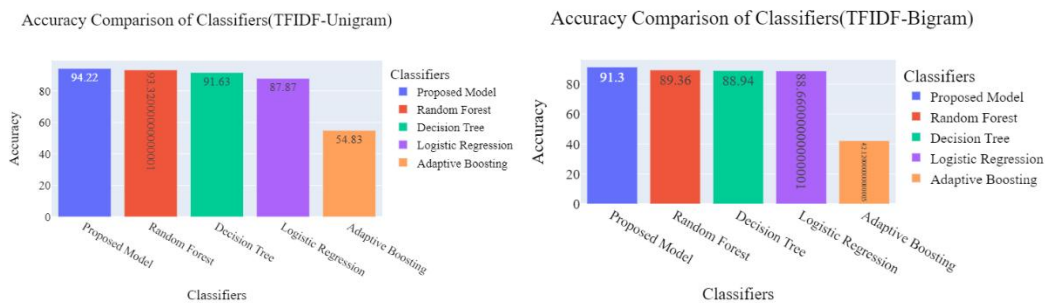 Accuracy Comparison of Classifiers(TFIDF-Unigram)
Accuracy
80
60
40
20
0
94.22
93.32000000000001
91.63
87.87
54.83
Proposed Model
Random Forest
Decision Tree
Logistic Regression
Adaptive Boosting
Classifiers
Classifiers
Proposed Model
Random Forest
Decision Tree
Logistic Regression
Adaptive Boosting
Accuracy Comparison of Classifiers(TFIDF-Bigram)
Accuracy
80
60
40
20
0
91.3
89.36
88.94
88.66000000000001
Proposed Model
Random Forest
Decision Tree
Logistic Regression
Adaptive Boosting
Classifiers
Classifiers
Proposed Model
Random Forest
Decision Tree
Logistic Regression
Adaptive Boosting